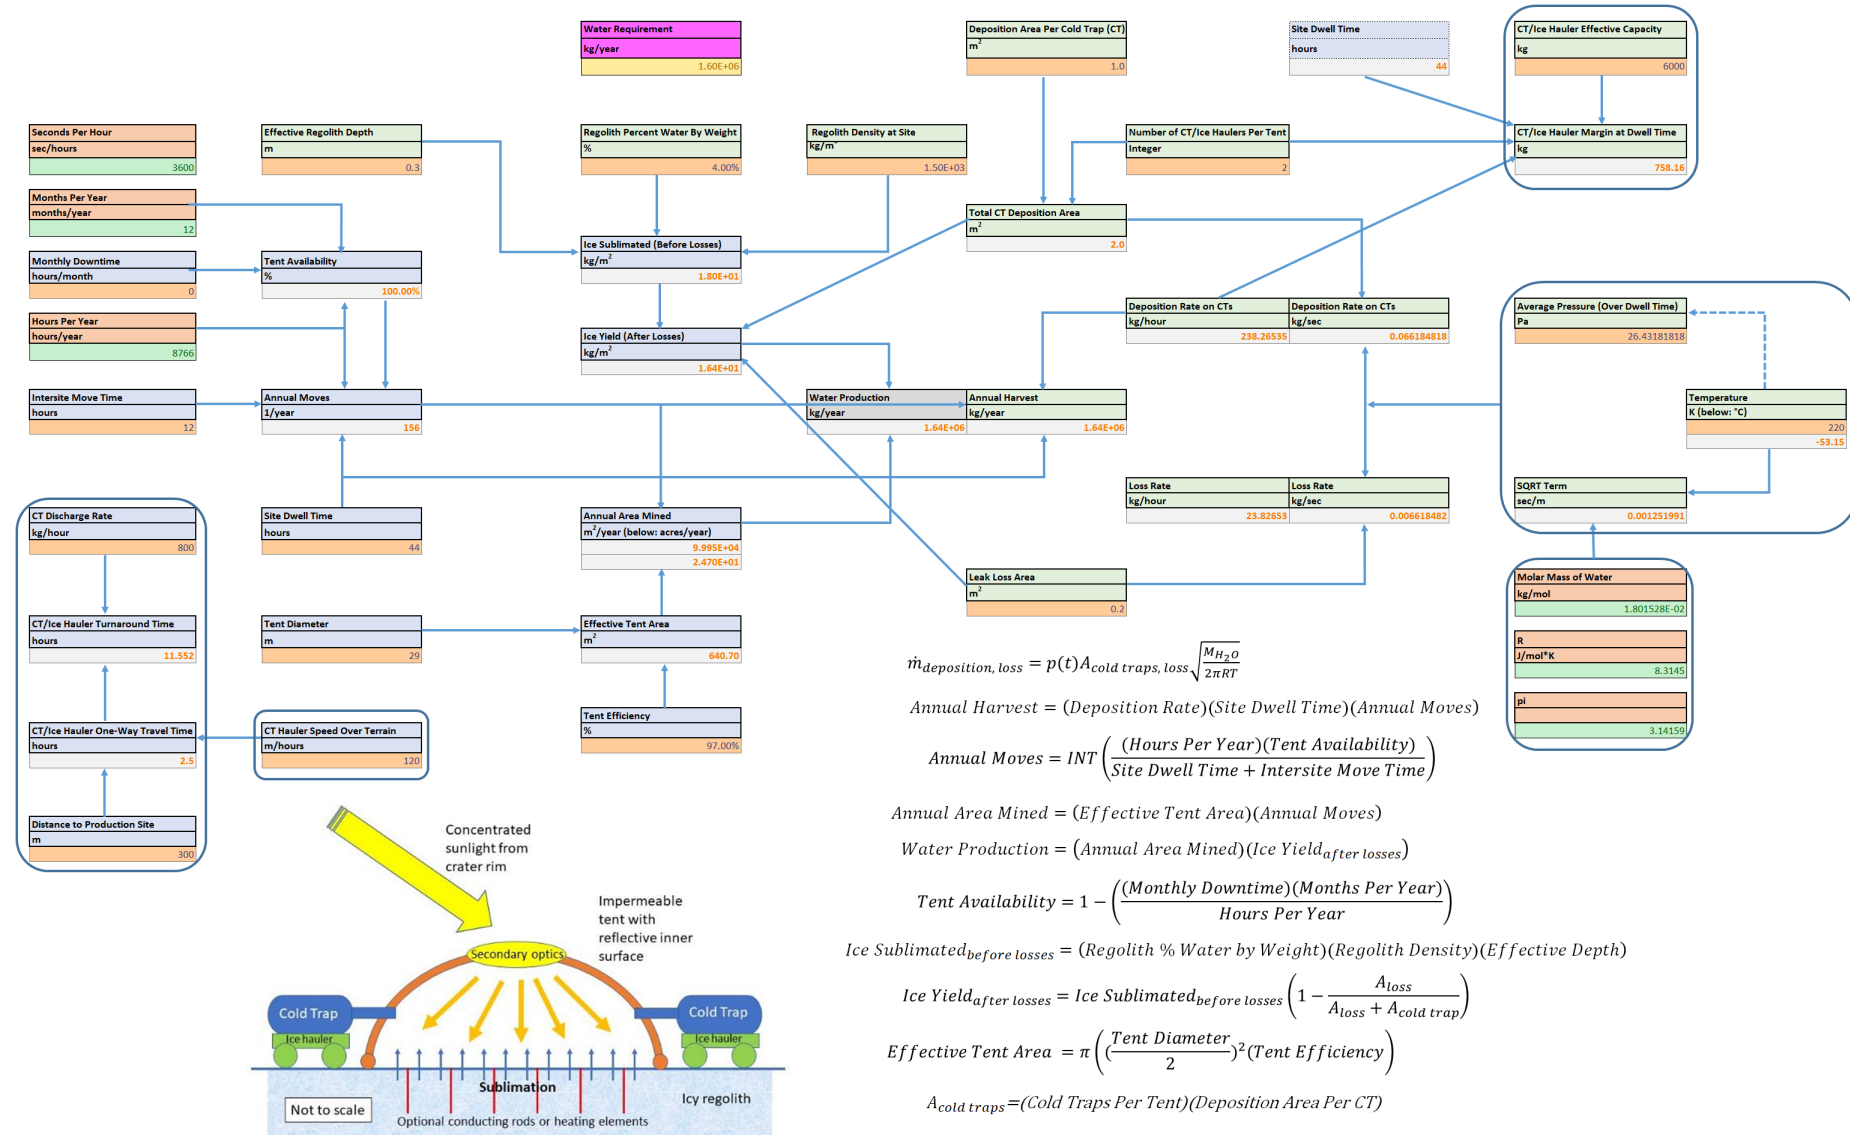 Water Requirement
kg/year
1.60E+06
Deposition Area Per Cold Trap (CT)
m²
1.0
Site Dwell Time
hours
44
CT/Ice Hauler Effective Capacity
kg
6000
Seconds Per Hour
sec/hours
3600
Effective Regolith Depth
m
0.3
Regolith Percent Water By Weight
%
4.00%
Regolith Density at Site
kg/m³
1.50E+03
Number of CT/Ice Haulers Per Tent
Integer
2
CT/Ice Hauler Margin at Dwell Time
kg
758.16
Months Per Year
months/year
12
Total CT Deposition Area
m²
2.0
Monthly Downtime
hours/month
0
Tent Availability
%
100.00%
Ice Sublimated (Before Losses)
kg/m²
1.80E+01
Hours Per Year
hours/year
8766
Ice Yield (After Losses)
kg/m²
1.64E+01
Deposition Rate on CTs
kg/hour
238.26535
Deposition Rate on CTs
kg/sec
0.066184818
Average Pressure (Over Dwell Time)
Pa
26.43181818
Intersite Move Time
hours
12
Annual Moves
1/year
156
Water Production
kg/year
1.64E+06
Annual Harvest
kg/year
1.64E+06
Temperature
K (below: °C)
220
-53.15
CT Discharge Rate
kg/hour
800
Site Dwell Time
hours
44
Annual Area Mined
m²/year (below: acres/year)
9.995E+04
2.470E+01
Loss Rate
kg/hour
23.82653
Loss Rate
kg/sec
0.006618482
SQRT Term
sec/m
0.001251991
Leak Loss Area
m²
0.2
Molar Mass of Water
kg/mol
1.801528E-02
CT/Ice Hauler Turnaround Time
hours
11.552
Tent Diameter
m
29
Effective Tent Area
m²
640.70
R
J/mol*K
8.3145
pi
3.14159
CT/Ice Hauler One-Way Travel Time
hours
2.5
CT Hauler Speed Over Terrain
m/hours
120
Tent Efficiency
%
97.00%
Distance to Production Site
m
300
ṁ_deposition, loss = p(t)A_cold traps, loss √(M_H₂O / 2πRT)
Annual Harvest = (Deposition Rate)(Site Dwell Time)(Annual Moves)
Annual Moves = INT((Hours Per Year)(Tent Availability) / Site Dwell Time + Intersite Move Time)
Annual Area Mined = (Effective Tent Area)(Annual Moves)
Water Production = (Annual Area Mined)(Ice Yield_after losses)
Tent Availability = 1 − ((Monthly Downtime)(Months Per Year) / Hours Per Year)
Ice Sublimated_before losses = (Regolith % Water by Weight)(Regolith Density)(Effective Depth)
Ice Yield_after losses = Ice Sublimated_before losses (1 − A_loss / A_loss + A_cold trap)
Effective Tent Area = π((Tent Diameter / 2)²(Tent Efficiency))
A_cold traps=(Cold Traps Per Tent)(Deposition Area Per CT)
Concentrated
sunlight from
crater rim
Impermeable
tent with
reflective inner
surface
Secondary optics
Cold Trap
Ice hauler
Cold Trap
Ice hauler
Sublimation
Icy regolith
Not to scale
Optional conducting rods or heating elements